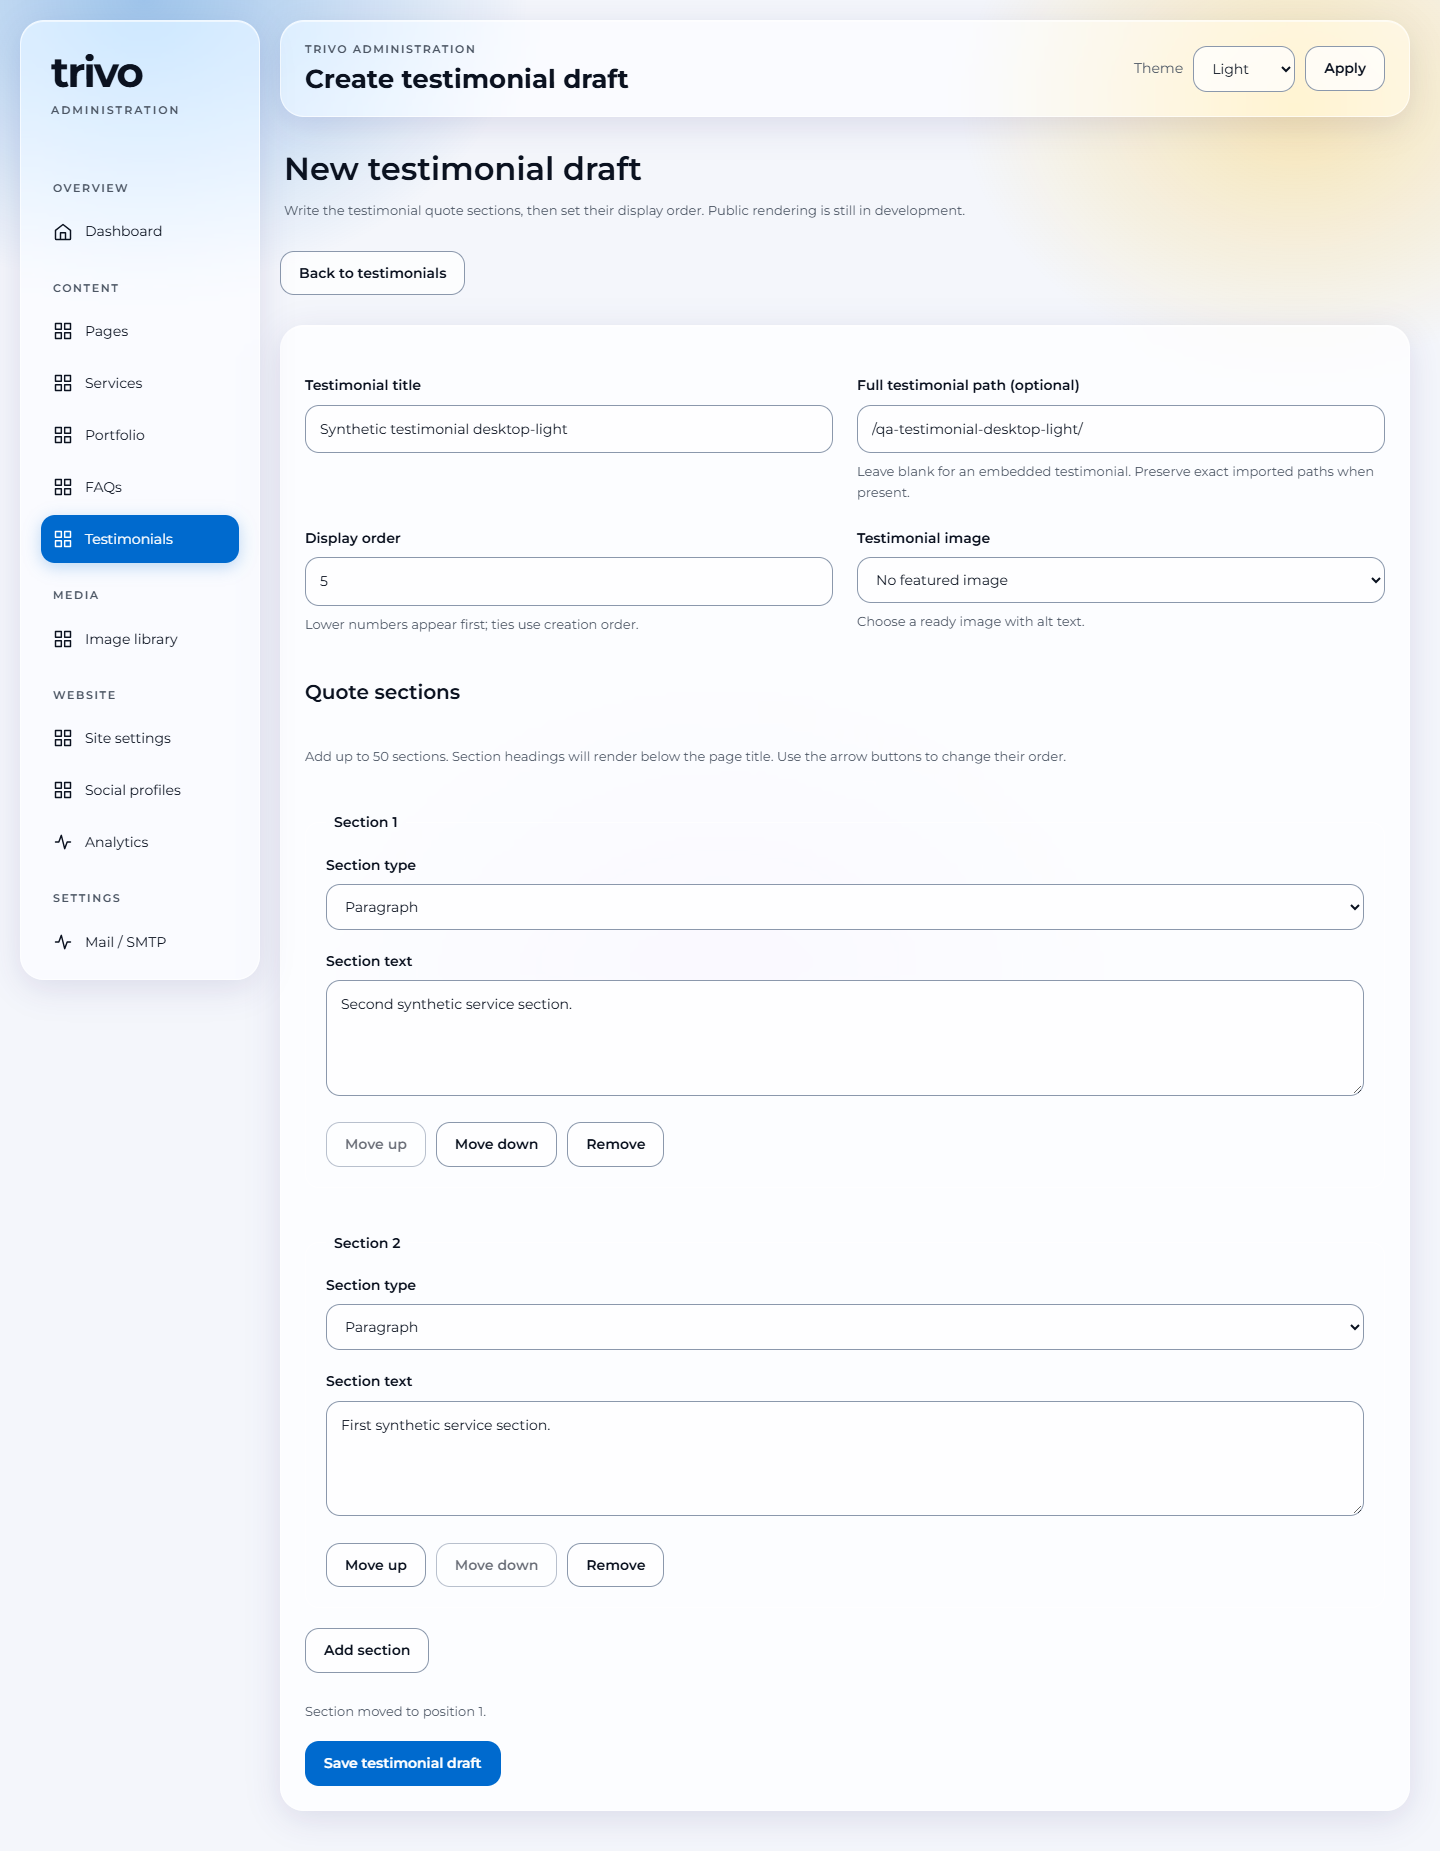 trivo
ADMINISTRATION
OVERVIEW
Dashboard
CONTENT
Pages
Services
Portfolio
FAQs
Testimonials
MEDIA
Image library
WEBSITE
Site settings
Social profiles
Analytics
SETTINGS
Mail / SMTP
TRIVO ADMINISTRATION
Create testimonial draft
Theme
Light
Apply
New testimonial draft
Write the testimonial quote sections, then set their display order. Public rendering is still in development.
Back to testimonials
Testimonial title
Synthetic testimonial desktop-light
Full testimonial path (optional)
/qa-testimonial-desktop-light/
Leave blank for an embedded testimonial. Preserve exact imported paths when
present.
Display order
5
Lower numbers appear first; ties use creation order.
Testimonial image
No featured image
Choose a ready image with alt text.
Quote sections
Add up to 50 sections. Section headings will render below the page title. Use the arrow buttons to change their order.
Section 1
Section type
Paragraph
Section text
Second synthetic service section.
Move up
Move down
Remove
Section 2
Section type
Paragraph
Section text
First synthetic service section.
Move up
Move down
Remove
Add section
Section moved to position 1.
Save testimonial draft